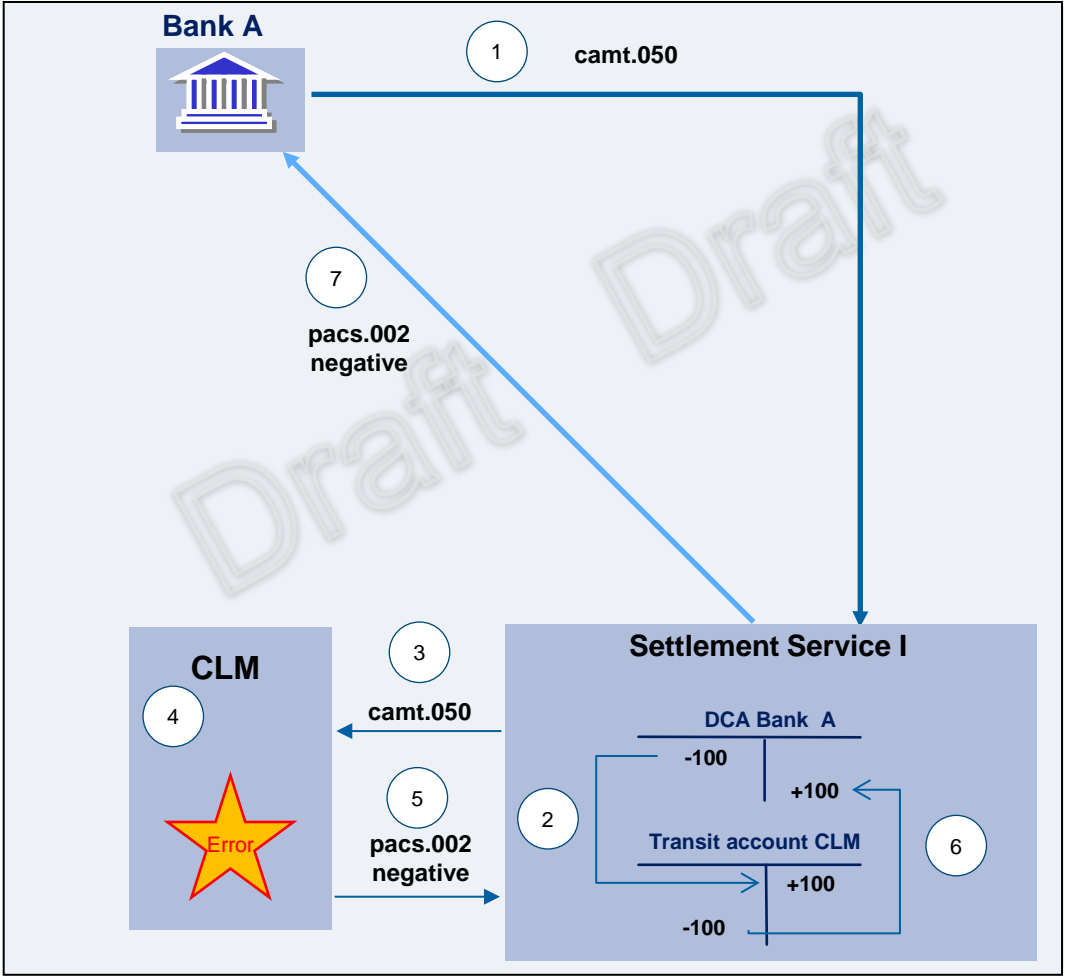 Bank A
1
camt.050
Draft
7
pacs.002
negative
Draft
Settlement Service I
CLM
3
4
camt.050
DCA Bank A
-100
+100
5
2
Error
pacs.002
negative
Transit account CLM
6
+100
-100